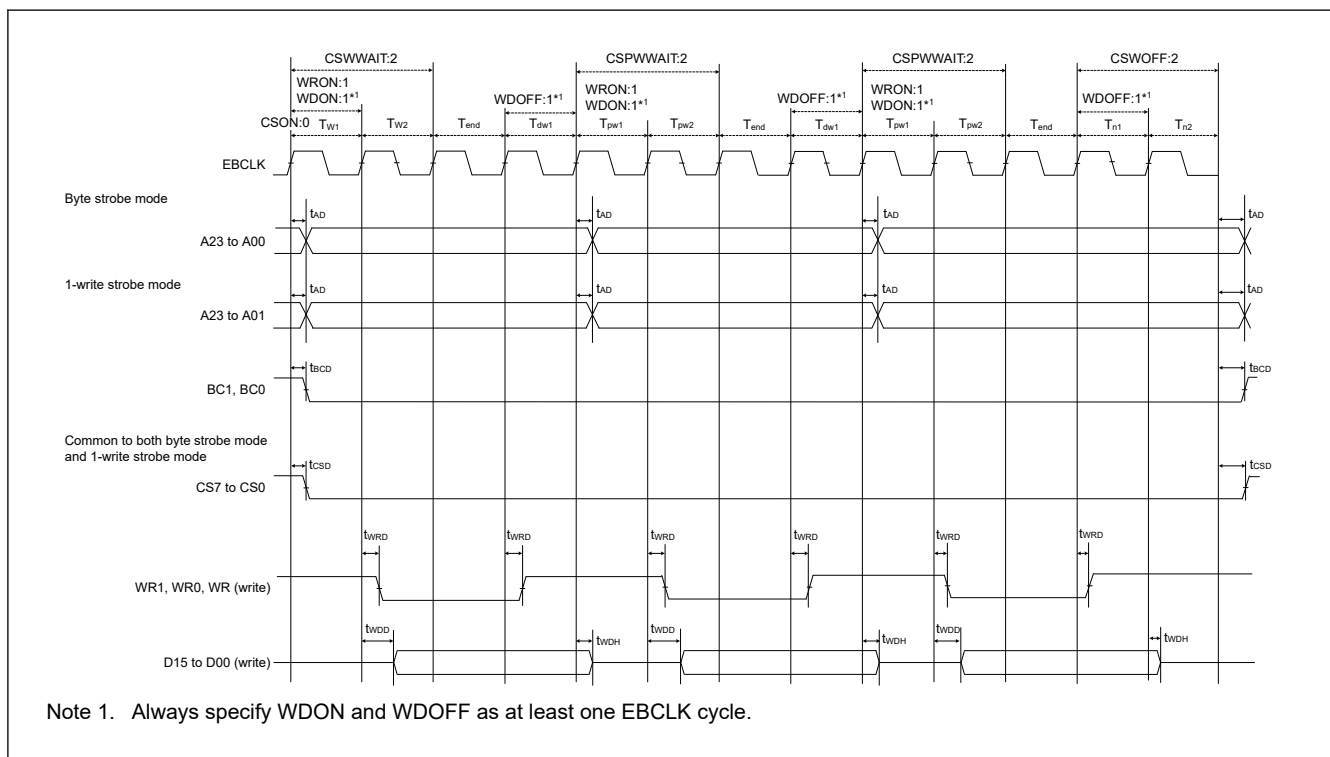 CSWWAIT:2 CSPWWAIT:2 CSPWWAIT:2 CSWOFF:2
WRON:1 WRON:1 WRON:1
WDON:1*1 WDOFF:1*1 WDON:1*1 WDOFF:1*1 WDON:1*1 WDOFF:1*1
CSON:0 TW1 TW2 Tend Tdw1 Tpw1 Tpw2 Tend Tdw1 Tpw1 Tpw2 Tend Tn1 Tn2
EBCLK
Byte strobe mode
tAD tAD tAD tAD
A23 to A00
1-write strobe mode
tAD tAD tAD tAD
A23 to A01
tBCD tBCD
BC1, BC0
Common to both byte strobe mode
and 1-write strobe mode
tCSD tCSD
CS7 to CS0
tWRD tWRD tWRD tWRD tWRD tWRD
WR1, WR0, WR (write)
tWDD tWDH tWDD tWDH tWDD tWDH
D15 to D00 (write)
Note 1. Always specify WDON and WDOFF as at least one EBCLK cycle.